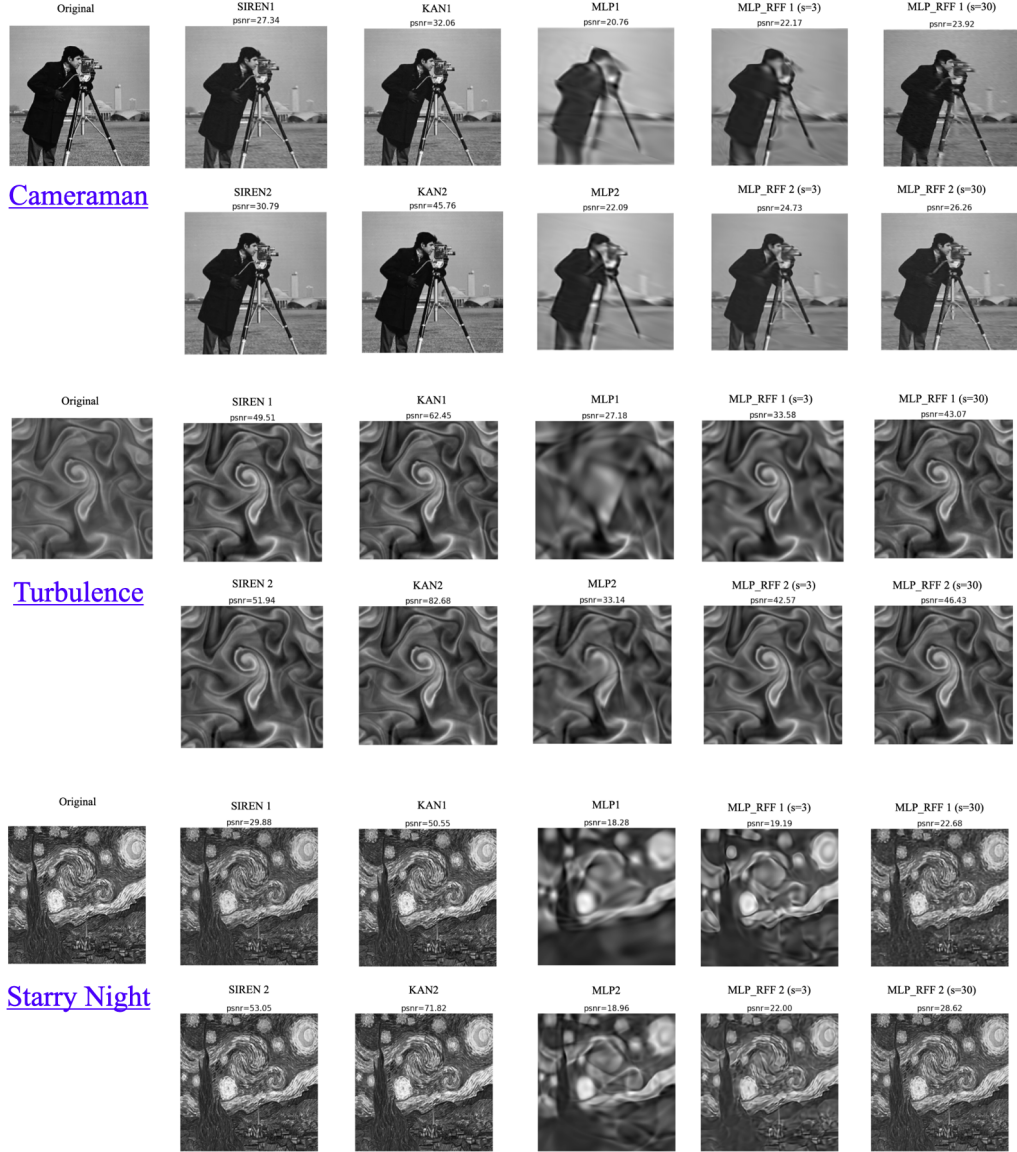 Original
SIREN1
psnr=27.34
KAN1
psnr=32.06
MLP1
psnr=20.76
MLP_RFF 1 (s=3)
psnr=22.17
MLP_RFF 1 (s=30)
psnr=23.92
Cameraman
SIREN2
psnr=30.79
KAN2
psnr=45.76
MLP2
psnr=22.09
MLP_RFF 2 (s=3)
psnr=24.73
MLP_RFF 2 (s=30)
psnr=26.26
Original
SIREN 1
psnr=49.51
KAN1
psnr=62.45
MLP1
psnr=27.18
MLP_RFF 1 (s=3)
psnr=33.58
MLP_RFF 1 (s=30)
psnr=43.07
Turbulence
SIREN 2
psnr=51.94
KAN2
psnr=82.68
MLP2
psnr=33.14
MLP_RFF 2 (s=3)
psnr=42.57
MLP_RFF 2 (s=30)
psnr=46.43
Original
SIREN 1
psnr=29.88
KAN1
psnr=50.55
MLP1
psnr=18.28
MLP_RFF 1 (s=3)
psnr=19.19
MLP_RFF 1 (s=30)
psnr=22.68
Starry Night
SIREN 2
psnr=53.05
KAN2
psnr=71.82
MLP2
psnr=18.96
MLP_RFF 2 (s=3)
psnr=22.00
MLP_RFF 2 (s=30)
psnr=28.62